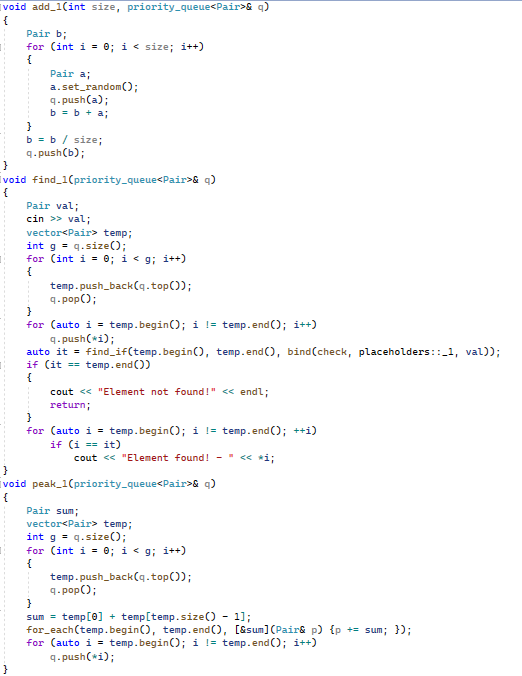 void add_1(int size, priority_queue<Pair>& q)
{
    Pair b;
    for (int i = 0; i < size; i++)
    {
        Pair a;
        a.set_random();
        q.push(a);
        b = b + a;
    }
    b = b / size;
    q.push(b);
}
void find_1(priority_queue<Pair>& q)
{
    Pair val;
    cin >> val;
    vector<Pair> temp;
    int g = q.size();
    for (int i = 0; i < g; i++)
    {
        temp.push_back(q.top());
        q.pop();
    }
    for (auto i = temp.begin(); i != temp.end(); i++)
        q.push(*i);
    auto it = find_if(temp.begin(), temp.end(), bind(check, placeholders::_1, val));
    if (it == temp.end())
    {
        cout << "Element not found!" << endl;
        return;
    }
    for (auto i = temp.begin(); i != temp.end(); ++i)
        if (i == it)
            cout << "Element found! - " << *i;
}
void peak_1(priority_queue<Pair>& q)
{
    Pair sum;
    vector<Pair> temp;
    int g = q.size();
    for (int i = 0; i < g; i++)
    {
        temp.push_back(q.top());
        q.pop();
    }
    sum = temp[0] + temp[temp.size() - 1];
    for_each(temp.begin(), temp.end(), [&sum](Pair& p) {p += sum; });
    for (auto i = temp.begin(); i != temp.end(); i++)
        q.push(*i);
}